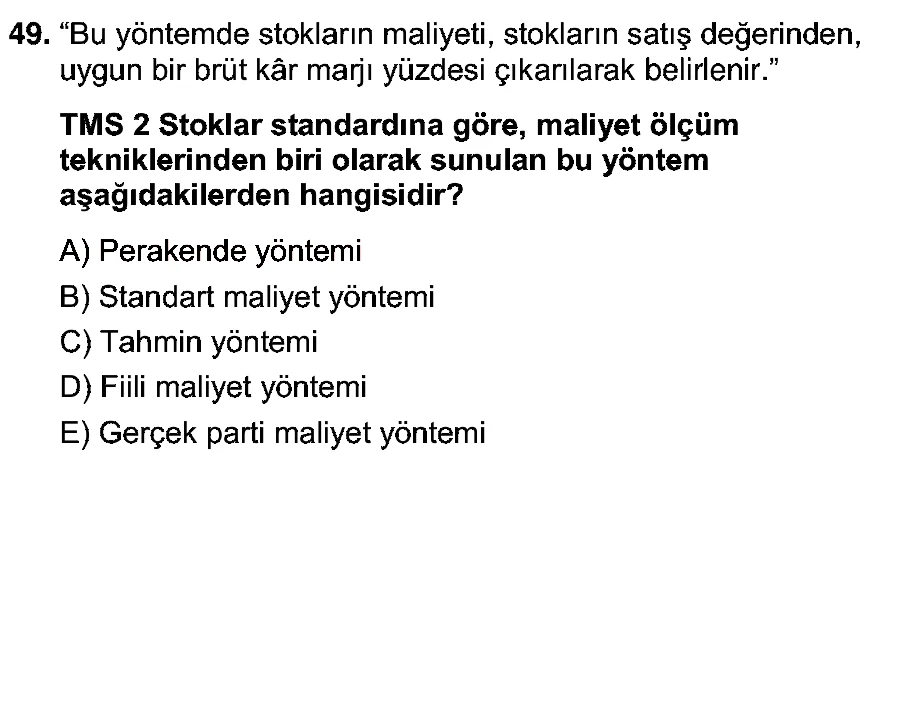 49. “Bu yöntemde stokların maliyeti, stokların satış değerinden,
uygun bir brüt kâr marjı yüzdesi çıkarılarak belirlenir.”
TMS 2 Stoklar standardına göre, maliyet ölçüm
tekniklerinden biri olarak sunulan bu yöntem
aşağıdakilerden hangisidir?
A) Perakende yöntemi
B) Standart maliyet yöntemi
C) Tahmin yöntemi
D) Fiili maliyet yöntemi
E) Gerçek parti maliyet yöntemi